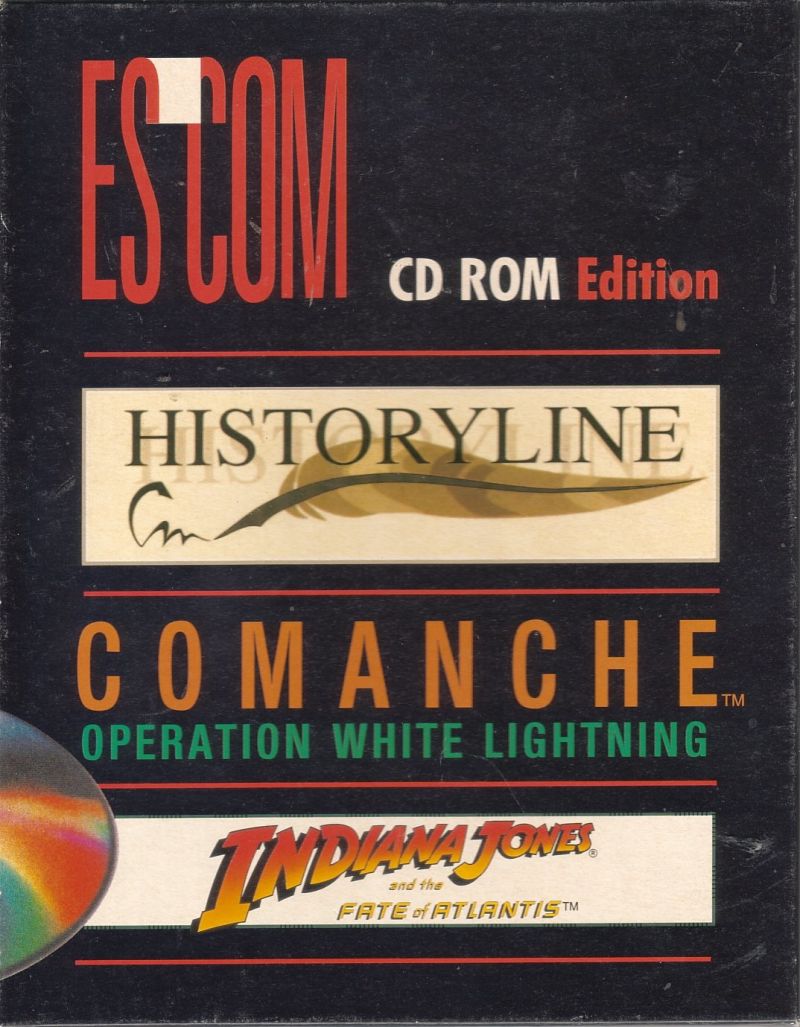 ESCOM
CD ROM Edition
HISTORYLINE
COMANCHE™
OPERATION WHITE LIGHTNING
INDIANA JONES®
and the
FATE of ATLANTIS™